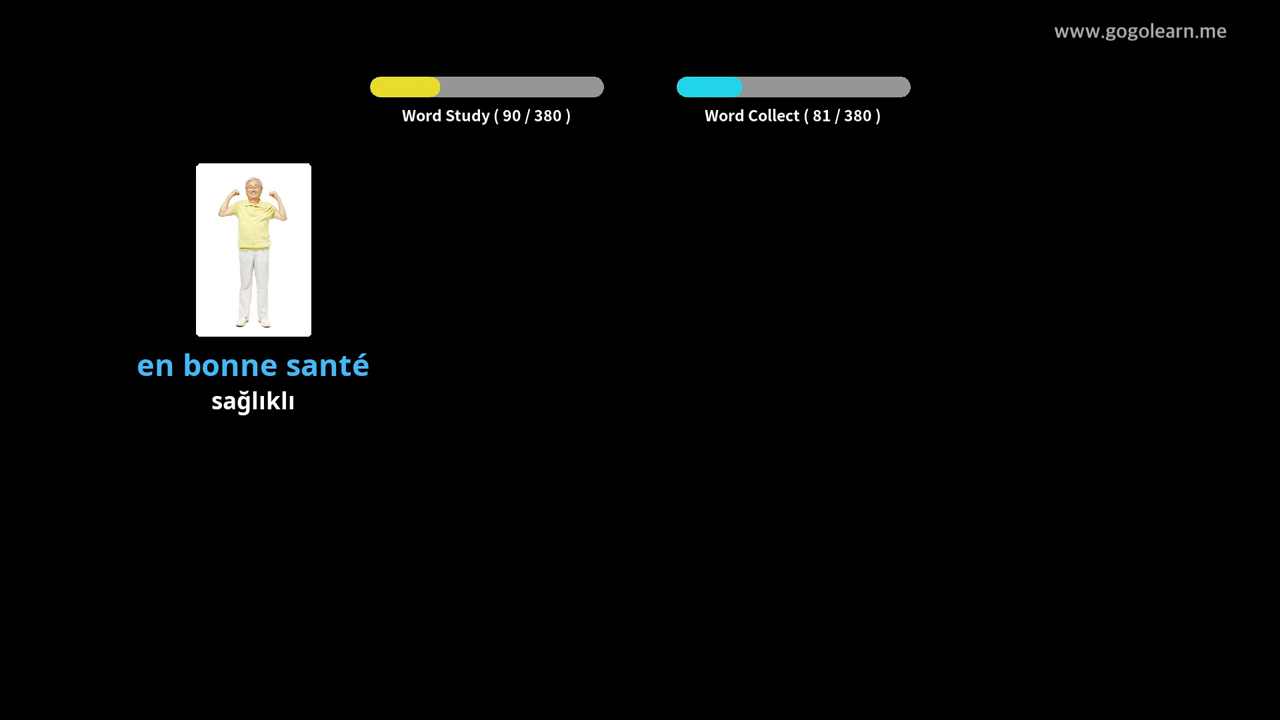 www.gogolearn.me
Word Study ( 90 / 380 )
Word Collect ( 81 / 380 )
en bonne santé
sağlıklı